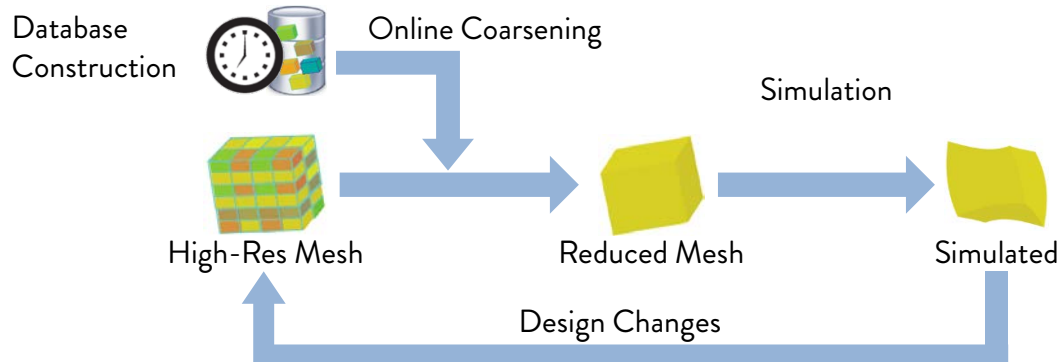 Database
Construction
Online Coarsening
Simulation
High-Res Mesh
Reduced Mesh
Simulated
Design Changes